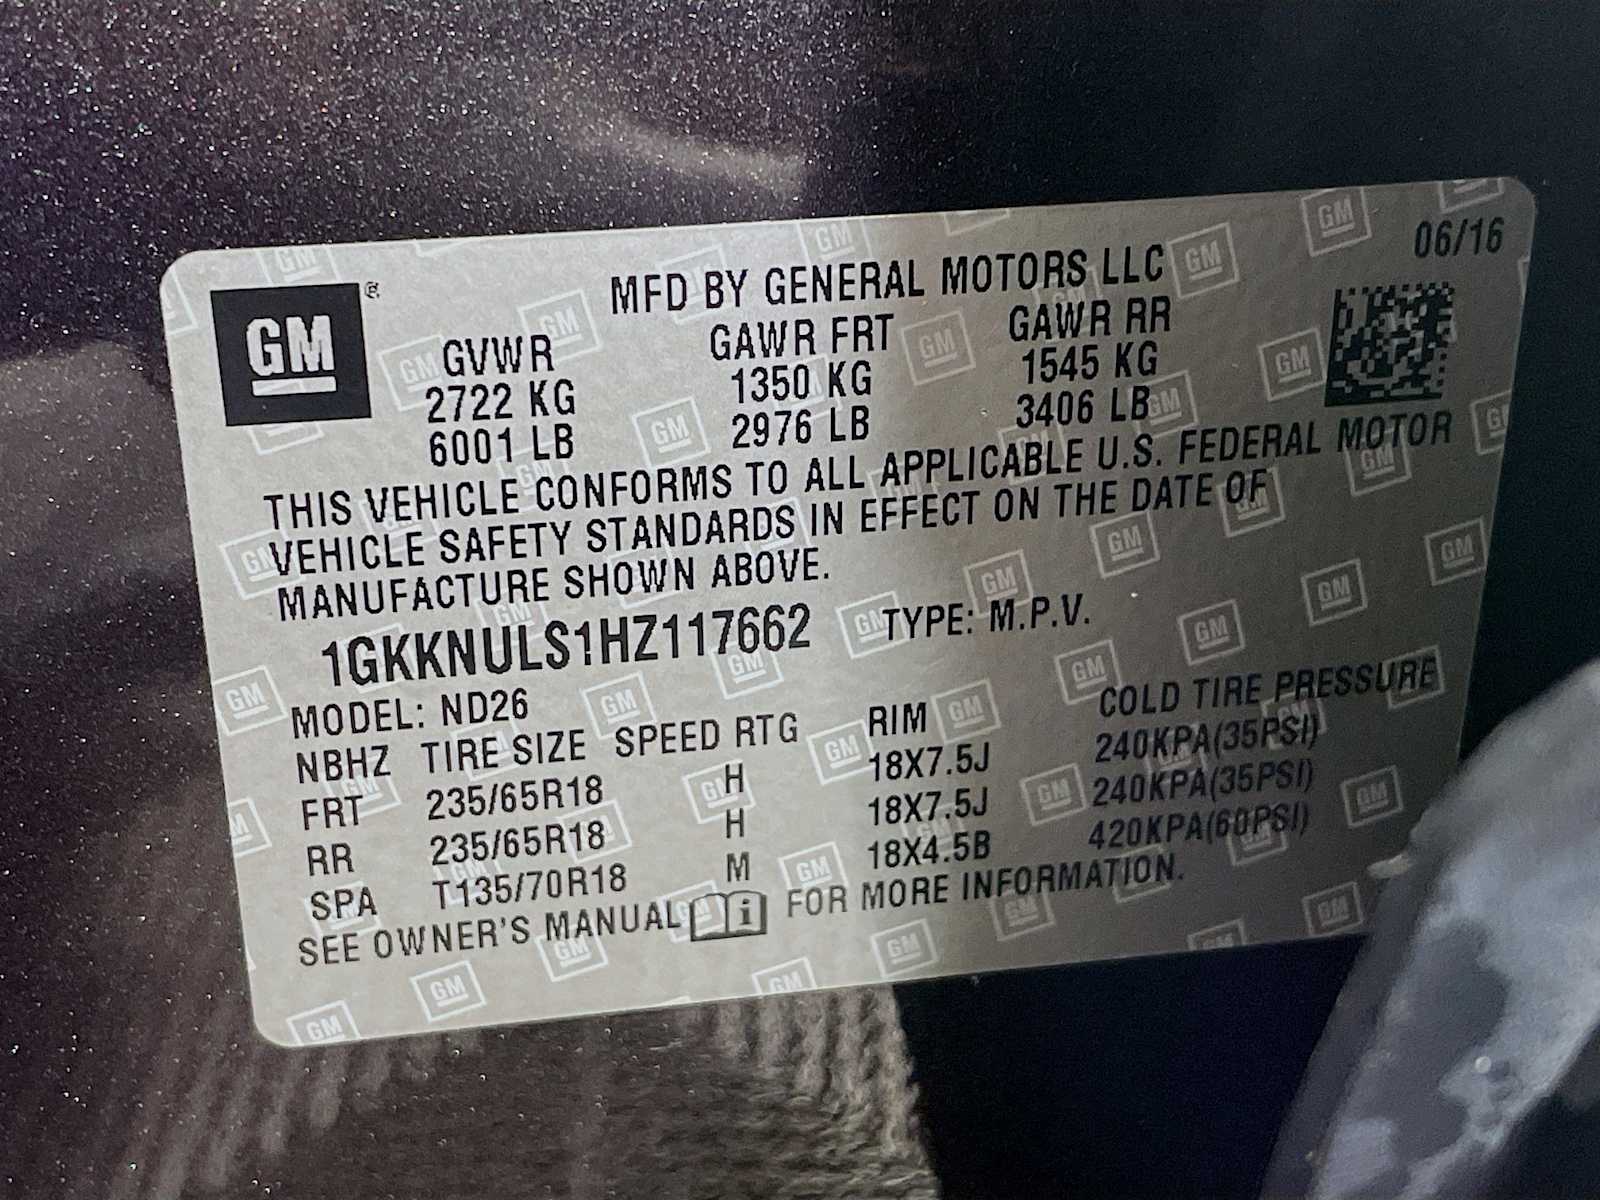 06/16
MFD BY GENERAL MOTORS LLC
GM
GVWR GAWR FRT GAWR RR
2722 KG 1350 KG 1545 KG
6001 LB 2976 LB 3406 LB
THIS VEHICLE CONFORMS TO ALL APPLICABLE U.S. FEDERAL MOTOR
VEHICLE SAFETY STANDARDS IN EFFECT ON THE DATE OF
MANUFACTURE SHOWN ABOVE.
1GKKNULS1HZ117662 TYPE: M.P.V.
MODEL: ND26
NBHZ TIRE SIZE SPEED RTG RIM COLD TIRE PRESSURE
FRT 235/65R18 H 18X7.5J 240KPA(35PSI)
RR 235/65R18 H 18X7.5J 240KPA(35PSI)
SPA T135/70R18 M 18X4.5B 420KPA(60PSI)
SEE OWNER'S MANUAL i FOR MORE INFORMATION.